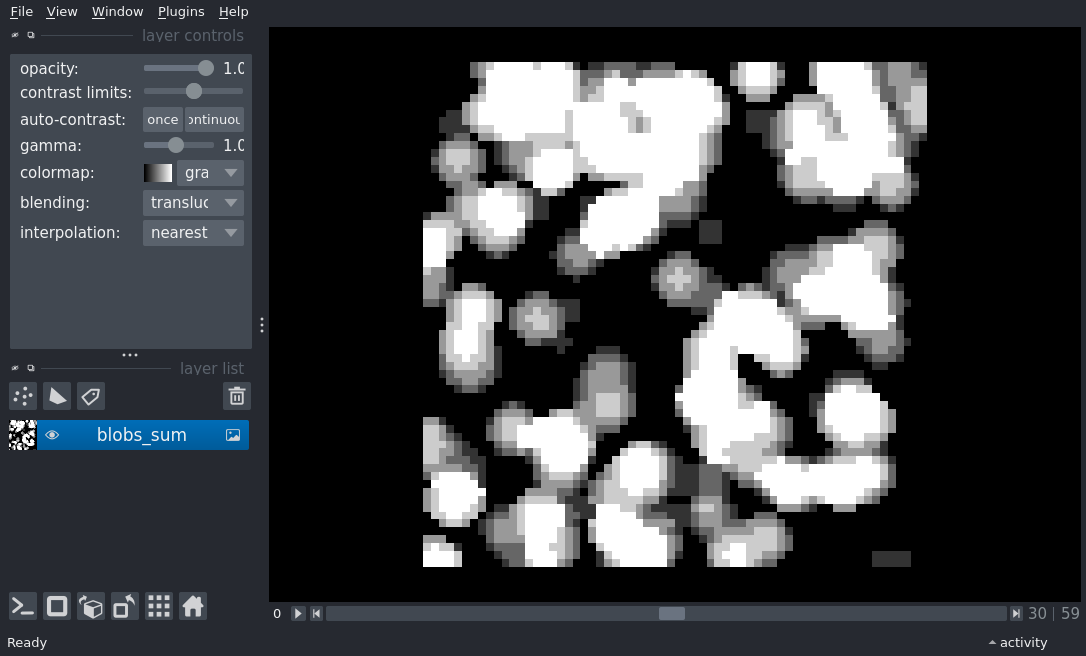 File View Window Plugins Help
layer controls
opacity: 1.0
contrast limits:
auto-contrast: once ontinuou
gamma: 1.0
colormap: gra
blending: transluc
interpolation: nearest
layer list
blobs_sum
0 30 | 59
Ready activity